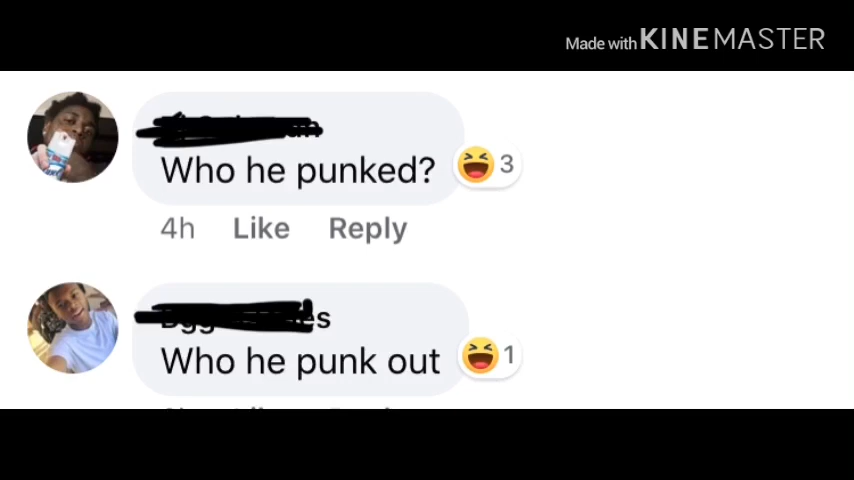 Made with KINEMASTER
Who he punked?
3
4h Like Reply
Who he punk out
1